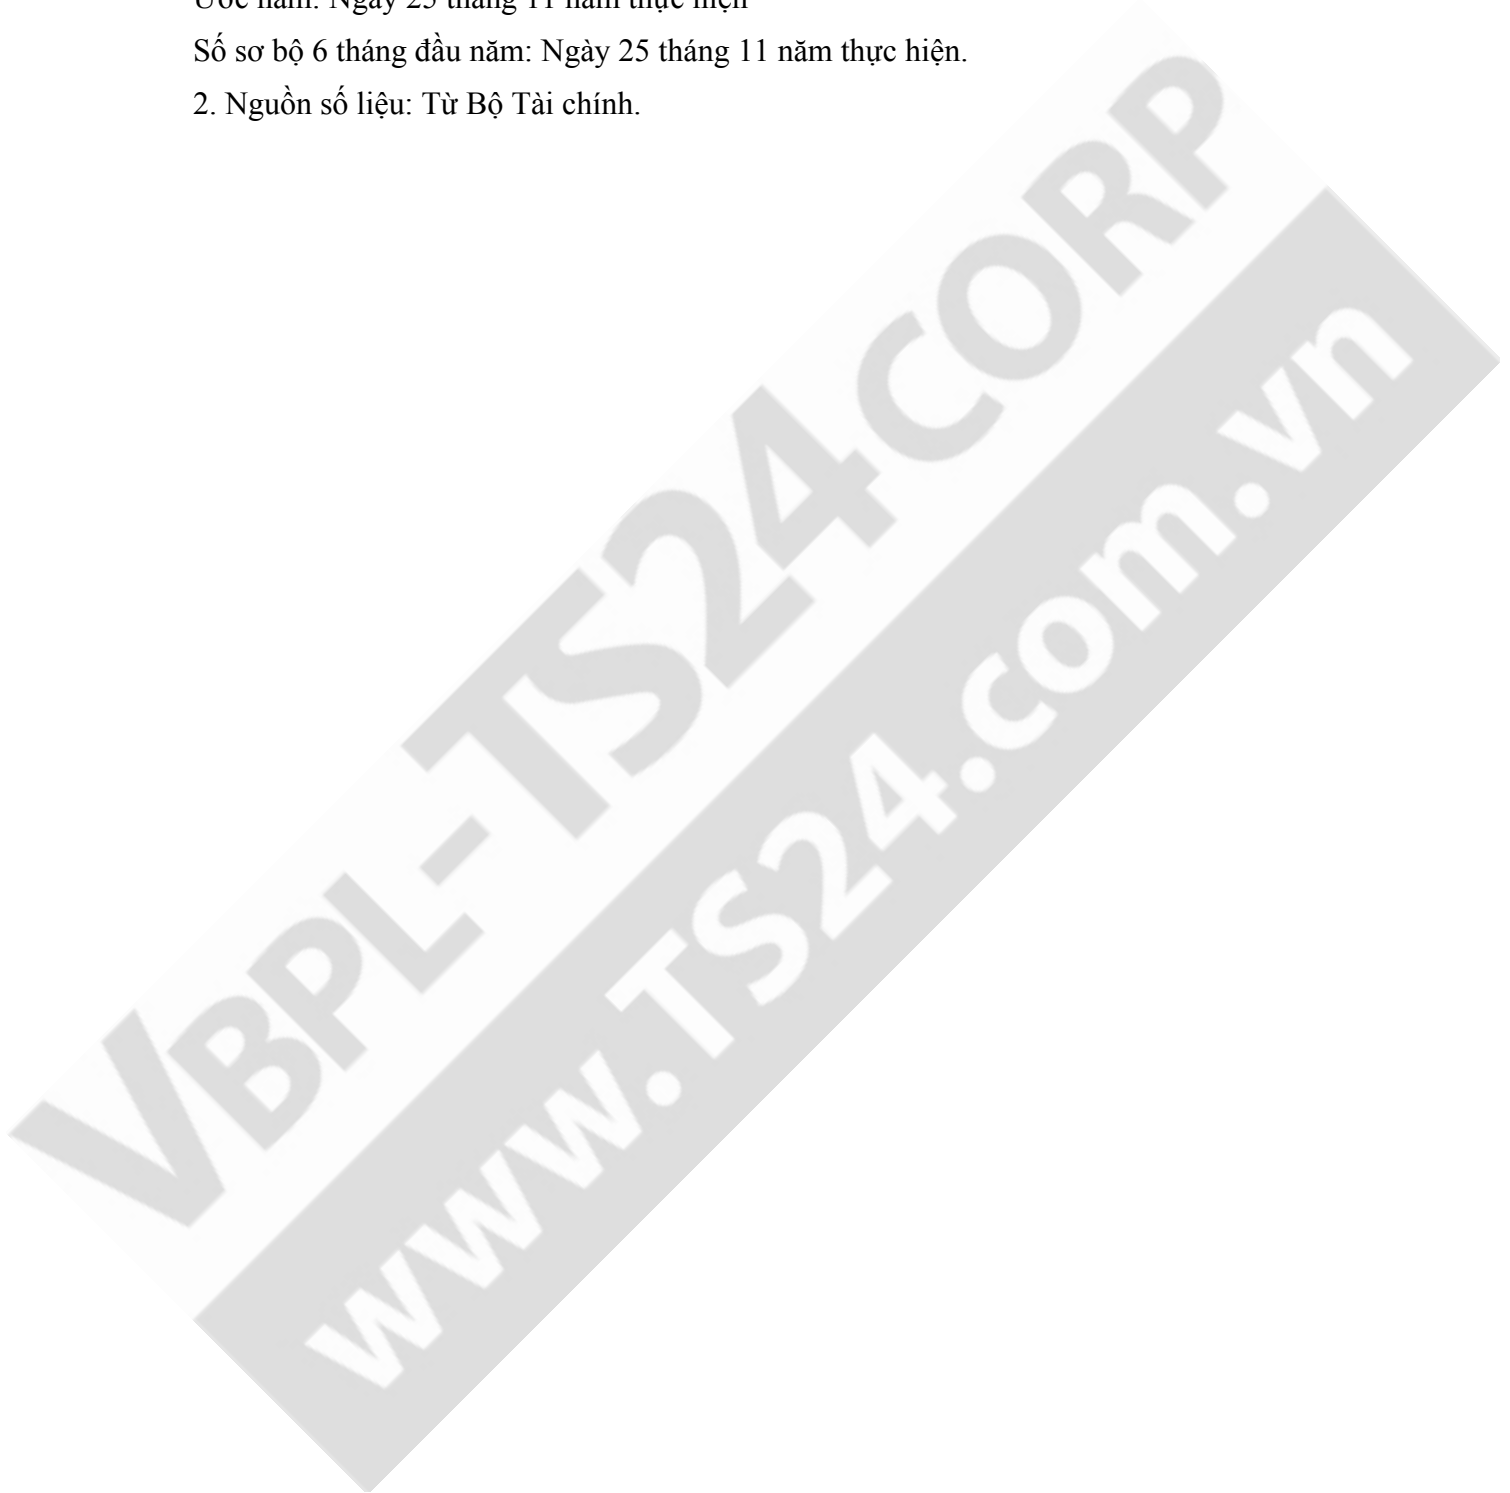 Ước năm: Ngày 25 tháng 11 năm thực hiện
Số sơ bộ 6 tháng đầu năm: Ngày 25 tháng 11 năm thực hiện.
2. Nguồn số liệu: Từ Bộ Tài chính.
VBPL-TS24CORP
www.TS24.com.vn